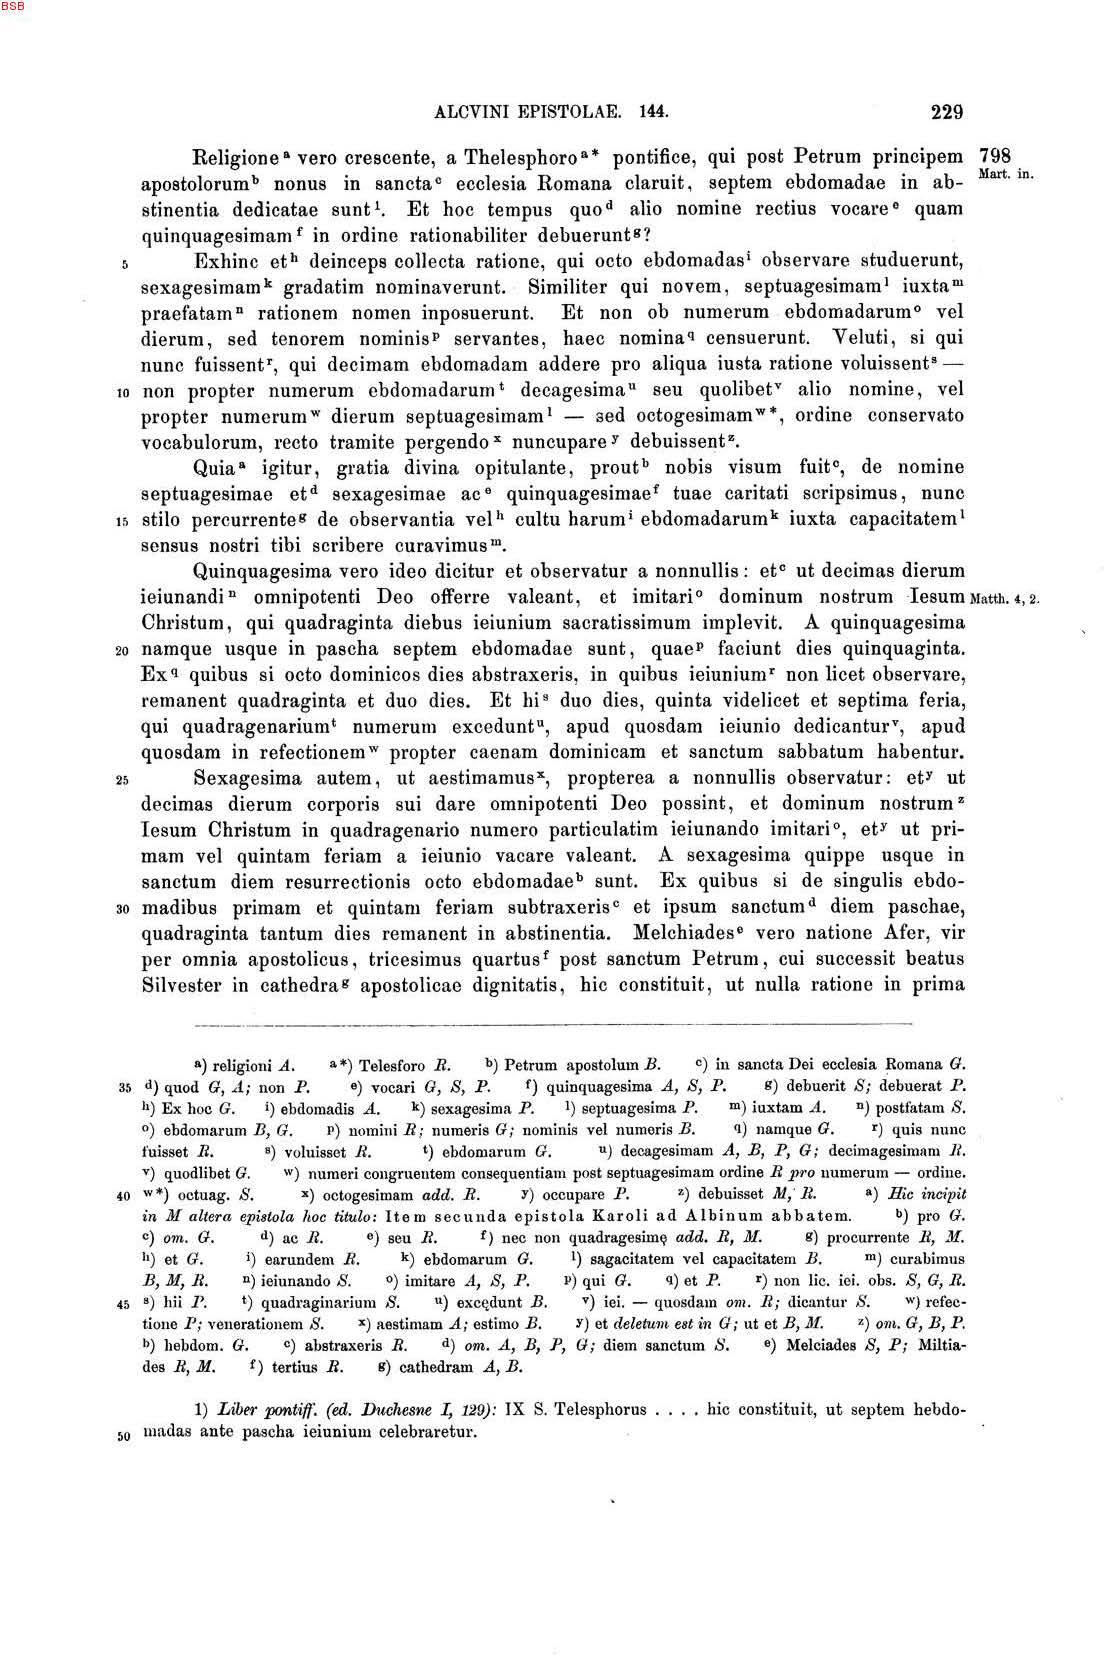 BSB
ALCVINI EPISTOLAE. 144. 229
Religione a vero crescente, a Thelesphoro a* pontifice, qui post Petrum principem 798
apostolorum b nonus in sancta c ecclesia Romana claruit, septem ebdomadae in ab- Mart. in.
stinentia dedicatae sunt 1. Et hoc tempus quo d alio nomine rectius vocare e quam
quinquagesimam f in ordine rationabiliter debuerunt g?
5 Exhinc et h deinceps collecta ratione, qui octo ebdomadas i observare studuerunt,
sexagesimam k gradatim nominaverunt. Similiter qui novem, septuagesimam l iuxta m
praefatam n rationem nomen inposuerunt. Et non ob numerum ebdomadarum o vel
dierum, sed tenorem nominis p servantes, haec nomina q censuerunt. Veluti, si qui
nunc fuissent r, qui decimam ebdomadam addere pro aliqua iusta ratione voluissent s —
10 non propter numerum ebdomadarum t decagesima u seu quolibet v alio nomine, vel
propter numerum w dierum septuagesimam l — sed octogesimam w*, ordine conservato
vocabulorum, recto tramite pergendo x nuncupare y debuissent z.
Quia a igitur, gratia divina opitulante, prout b nobis visum fuit c, de nomine
septuagesimae et d sexagesimae ac e quinquagesimae f tuae caritati scripsimus, nunc
15 stilo percurrente g de observantia vel h cultu harum i ebdomadarum k iuxta capacitatem l
sensus nostri tibi scribere curavimus m.
Quinquagesima vero ideo dicitur et observatur a nonnullis: et c ut decimas dierum
ieiunandi n omnipotenti Deo offerre valeant, et imitari o dominum nostrum Iesum Matth. 4, 2.
Christum, qui quadraginta diebus ieiunium sacratissimum implevit. A quinquagesima
20 namque usque in pascha septem ebdomadae sunt, quae p faciunt dies quinquaginta.
Ex q quibus si octo dominicos dies abstraxeris, in quibus ieiunium r non licet observare,
remanent quadraginta et duo dies. Et hi s duo dies, quinta videlicet et septima feria,
qui quadragenarium t numerum excedunt u, apud quosdam ieiunio dedicantur v, apud
quosdam in refectionem w propter caenam dominicam et sanctum sabbatum habentur.
25 Sexagesima autem, ut aestimamus x, propterea a nonnullis observatur: et y ut
decimas dierum corporis sui dare omnipotenti Deo possint, et dominum nostrum z
Iesum Christum in quadragenario numero particulatim ieiunando imitari o, et y ut pri-
mam vel quintam feriam a ieiunio vacare valeant. A sexagesima quippe usque in
sanctum diem resurrectionis octo ebdomadae b sunt. Ex quibus si de singulis ebdo-
30 madibus primam et quintam feriam subtraxeris c et ipsum sanctum d diem paschae,
quadraginta tantum dies remanent in abstinentia. Melchiades e vero natione Afer, vir
per omnia apostolicus, tricesimus quartus f post sanctum Petrum, cui successit beatus
Silvester in cathedra g apostolicae dignitatis, hic constituit, ut nulla ratione in prima
a) religioni A. a*) Telesforo R. b) Petrum apostolum B. c) in sancta Dei ecclesia Romana G.
35 d) quod G, A; non P. e) vocari G, S, P. f) quinquagesima A, S, P. g) debuerit S; debuerat P.
h) Ex hoc G. i) ebdomadis A. k) sexagesima P. l) septuagesima P. m) iuxtam A. n) postfatam S.
o) ebdomarum B, G. p) nomini R; numeris G; nominis vel numeris B. q) namque G. r) quis nunc
fuisset R. s) voluisset R. t) ebdomarum G. u) decagesimam A, B, P, G; decimagesimam R.
v) quodlibet G. w) numeri congruentem consequentiam post septuagesimam ordine R pro numerum — ordine.
40 w*) octuag. S. x) octogesimam add. R. y) occupare P. z) debuisset M, R. a) Hic incipit
in M altera epistola hoc titulo: Item secunda epistola Karoli ad Albinum abbatem. b) pro G.
c) om. G. d) ac R. e) seu R. f) nec non quadragesimę add. R, M. g) procurrente R, M.
h) et G. i) earundem R. k) ebdomarum G. l) sagacitatem vel capacitatem B. m) curabimus
B, M, R. n) ieiunando S. o) imitare A, S, P. p) qui G. q) et P. r) non lic. iei. obs. S, G, R.
45 s) hii P. t) quadraginarium S. u) excędunt B. v) iei. — quosdam om. R; dicantur S. w) refec-
tione P; venerationem S. x) aestimam A; estimo B. y) et deletum est in G; ut et B, M. z) om. G, B, P.
b) hebdom. G. c) abstraxeris R. d) om. A, B, P, G; diem sanctum S. e) Melciades S, P; Miltia-
des R, M. f) tertius R. g) cathedram A, B.
1) Liber pontiff. (ed. Duchesne I, 129): IX S. Telesphorus . . . . hic constituit, ut septem hebdo-
50 madas ante pascha ieiunium celebraretur.